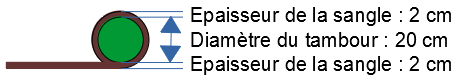 Epaisseur de la sangle : 2 cm
Diamètre du tambour : 20 cm
Epaisseur de la sangle : 2 cm